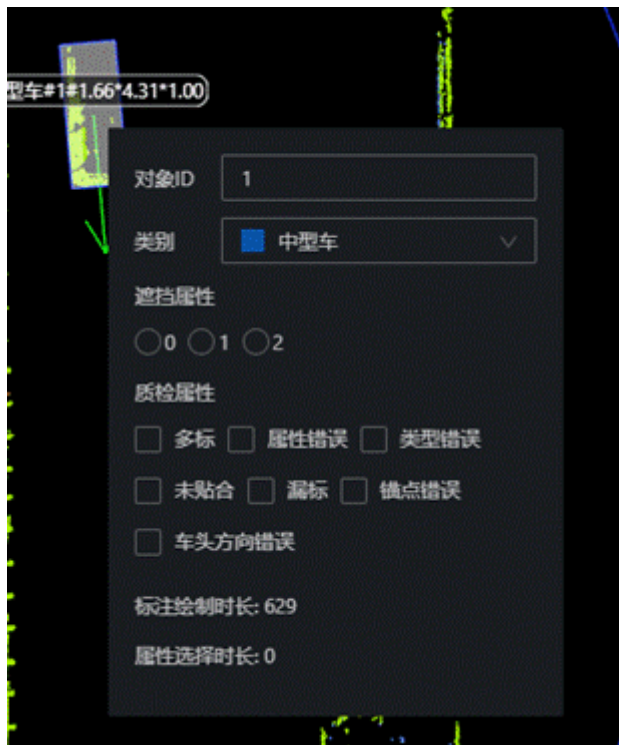 型车#1#1.66*4.31*1.00
对象ID 1
类别 中型车
遮挡属性
0 1 2
质检属性
多标 属性错误 类型错误
未贴合 漏标 锚点错误
车头方向错误
标注绘制时长: 629
属性选择时长: 0